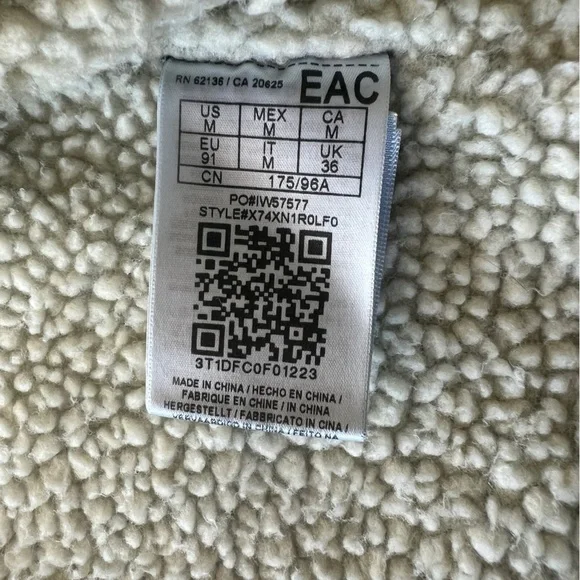 RN 62136 / CA 20625 EAC
US MEX CA
M M M
EU IT UK
91 M 36
CN 175/96A
PO#IW57577
STYLE#X74XN1R0LF0
3T1DFC0F01223
MADE IN CHINA / HECHO EN CHINA /
FABRIQUE EN CHINE / IN CHINA
HERGESTELLT / FABBRICATO IN CINA /